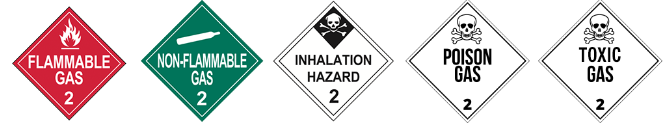 FLAMMABLE
GAS
2
NON-FLAMMABLE
GAS
2
INHALATION
HAZARD
2
POISON
GAS
2
TOXIC
GAS
2